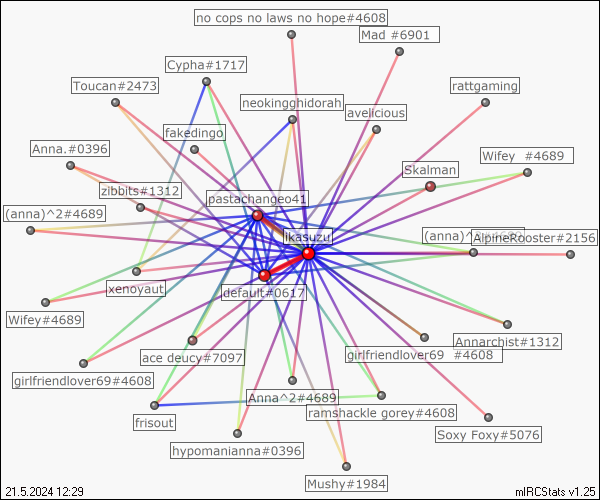 no cops no laws no hope#4608
Mad #6901
Cypha#1717
Toucan#2473
rattgaming
neokingghidorah
avelicious
fakedingo
Anna.#0396
Wifey  #4689
Skalman
zibbits#1312
pastachangeo41
(anna)^2#4689
likasuzu
(anna)^
AlpineRooster#2156
xenoyaut
default#0617
Wifey#4689
Annarchist#1312
ace deucy#7097
girlfriendlover69  #4608
girlfriendlover69#4608
Anna^2#4689
ramshackle gorey#4608
frisout
Soxy Foxy#5076
hypomanianna#0396
Mushy#1984
21.5.2024 12:29
mIRCStats v1.25